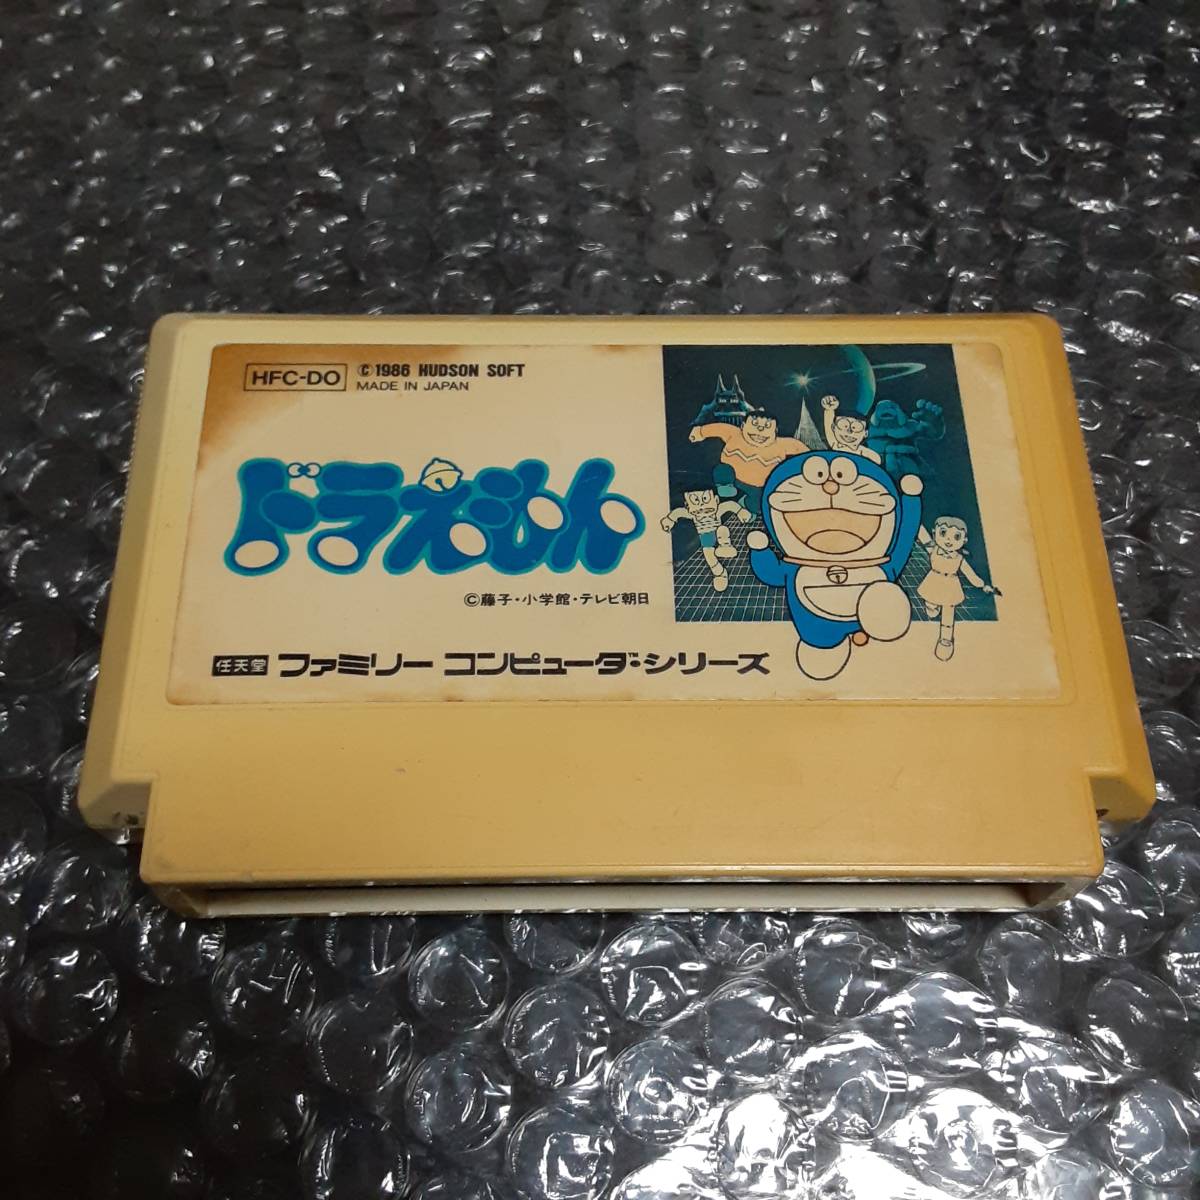 HFC-DO
© 1986 HUDSON SOFT
MADE IN JAPAN
ドラえもん
©藤子・小学館・テレビ朝日
任天堂 ファミリー コンピュータ・シリーズ